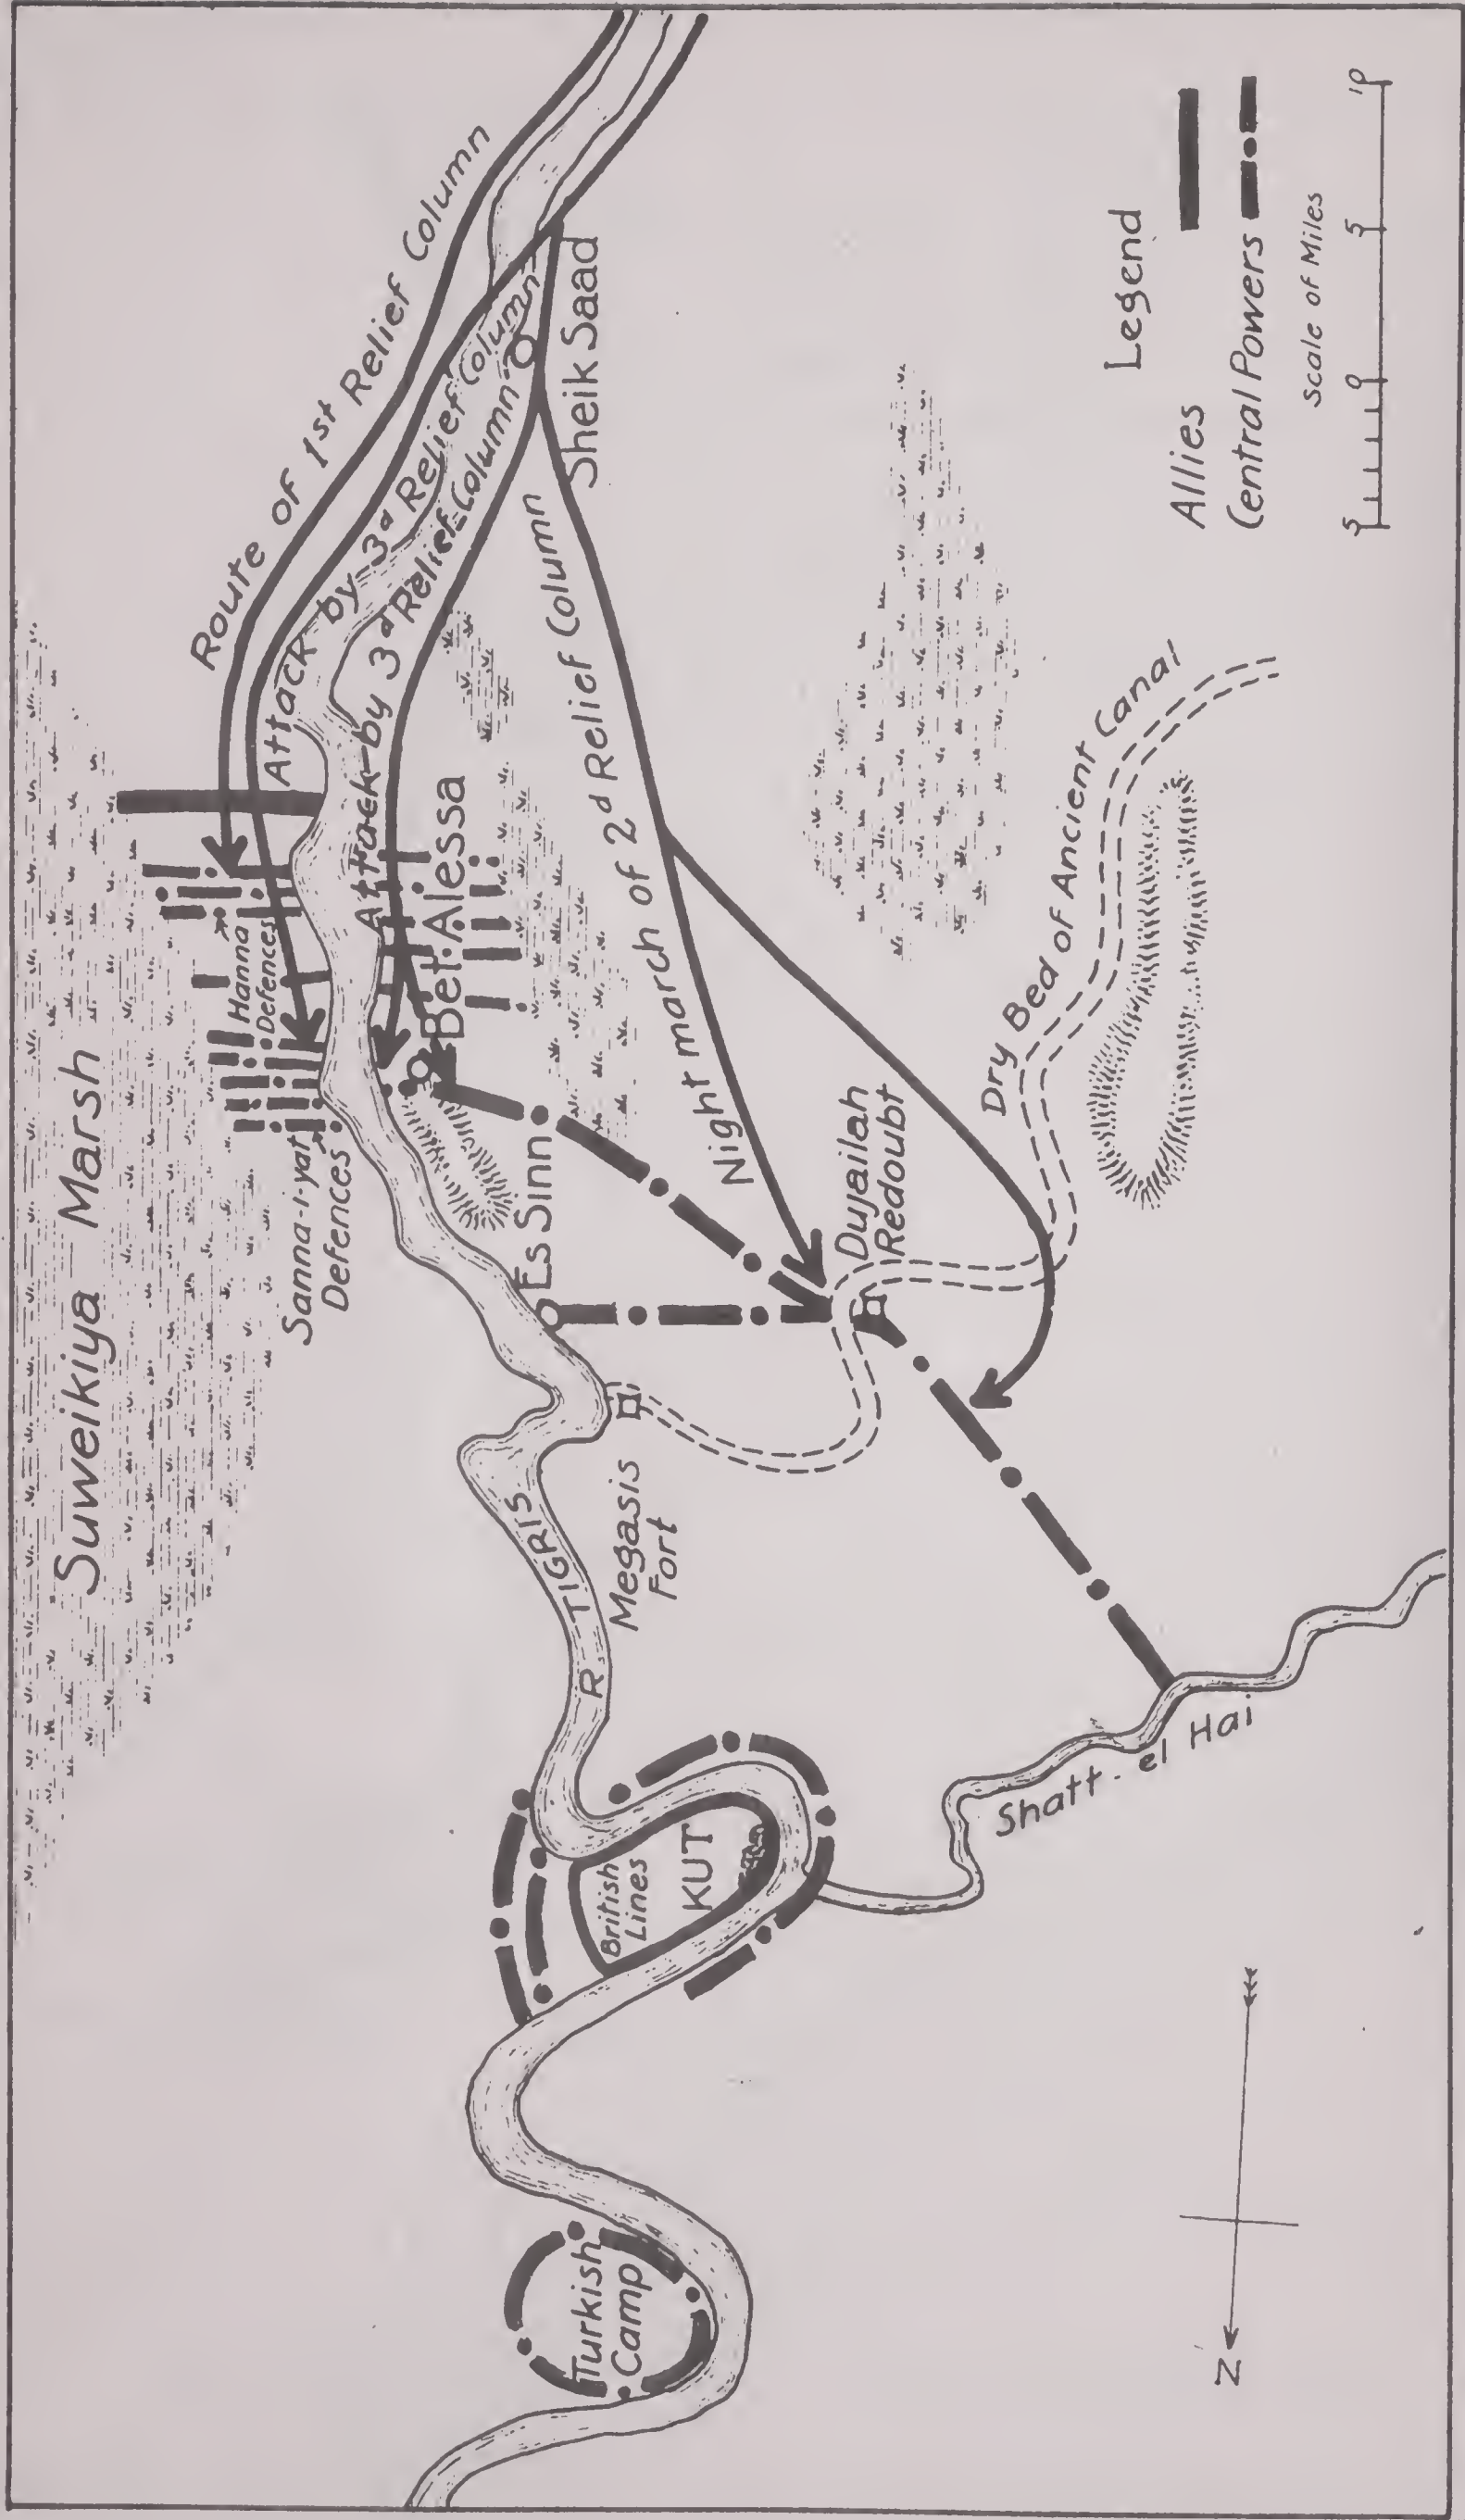 Suweikiya Marsh
Route of 1st Relief Column
Attack by 3d Relief Column
Attack by 3d Relief Column
Hanna
Defences
Sanna-i-yat
Defences
Bet Aiessa
Es Sinn
Sheik Saad
Night march of 2d Relief Column
Dujailah
Redoubt
Dry Bed of Ancient Canal
Megasis
Fort
R. TIGRIS
British
Lines
KUT
Shatt-el Hai
Turkish
Camp
N
Legend
Allies
Central Powers
Scale of Miles
5 0 5 10